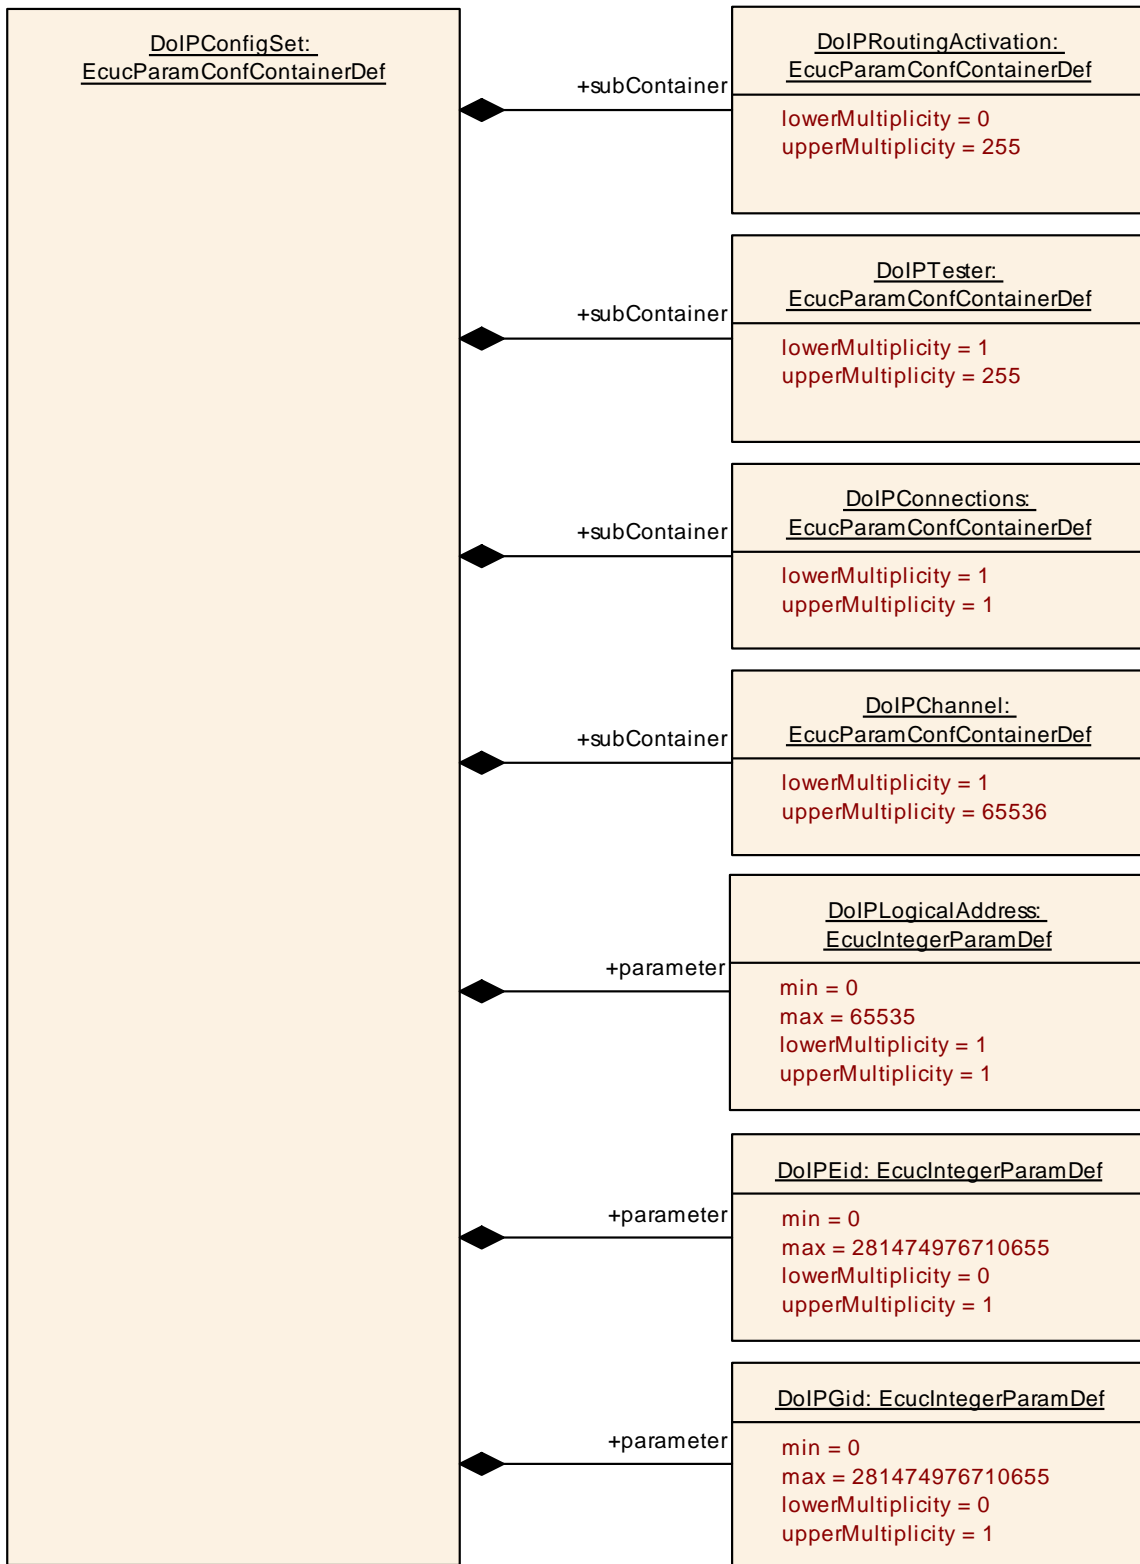 DoIPConfigSet:
EcucParamConfContainerDef
+subContainer
DoIPRoutingActivation:
EcucParamConfContainerDef
lowerMultiplicity = 0
upperMultiplicity = 255
+subContainer
DoIPTester:
EcucParamConfContainerDef
lowerMultiplicity = 1
upperMultiplicity = 255
+subContainer
DoIPConnections:
EcucParamConfContainerDef
lowerMultiplicity = 1
upperMultiplicity = 1
+subContainer
DoIPChannel:
EcucParamConfContainerDef
lowerMultiplicity = 1
upperMultiplicity = 65536
+parameter
DoIPLogicalAddress:
EcucIntegerParamDef
min = 0
max = 65535
lowerMultiplicity = 1
upperMultiplicity = 1
+parameter
DoIPEid: EcucIntegerParamDef
min = 0
max = 281474976710655
lowerMultiplicity = 0
upperMultiplicity = 1
+parameter
DoIPGid: EcucIntegerParamDef
min = 0
max = 281474976710655
lowerMultiplicity = 0
upperMultiplicity = 1